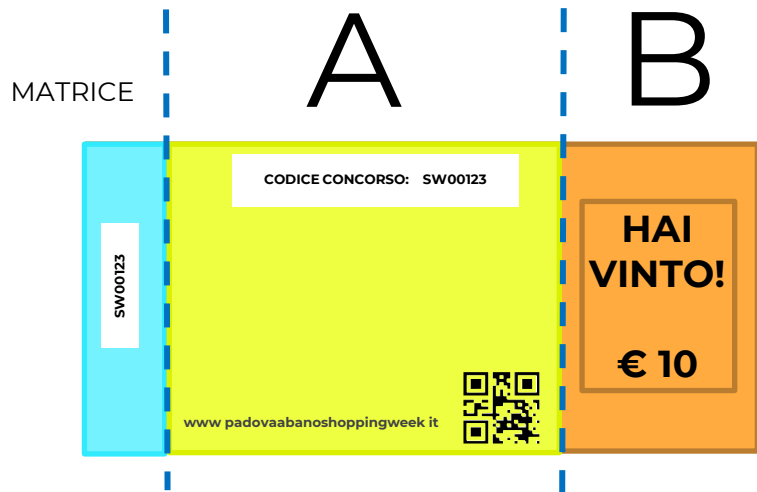 MATRICE
A
B
SW00123
CODICE CONCORSO: SW00123
www padovaabanoshoppingweek it
HAI
VINTO!
€ 10